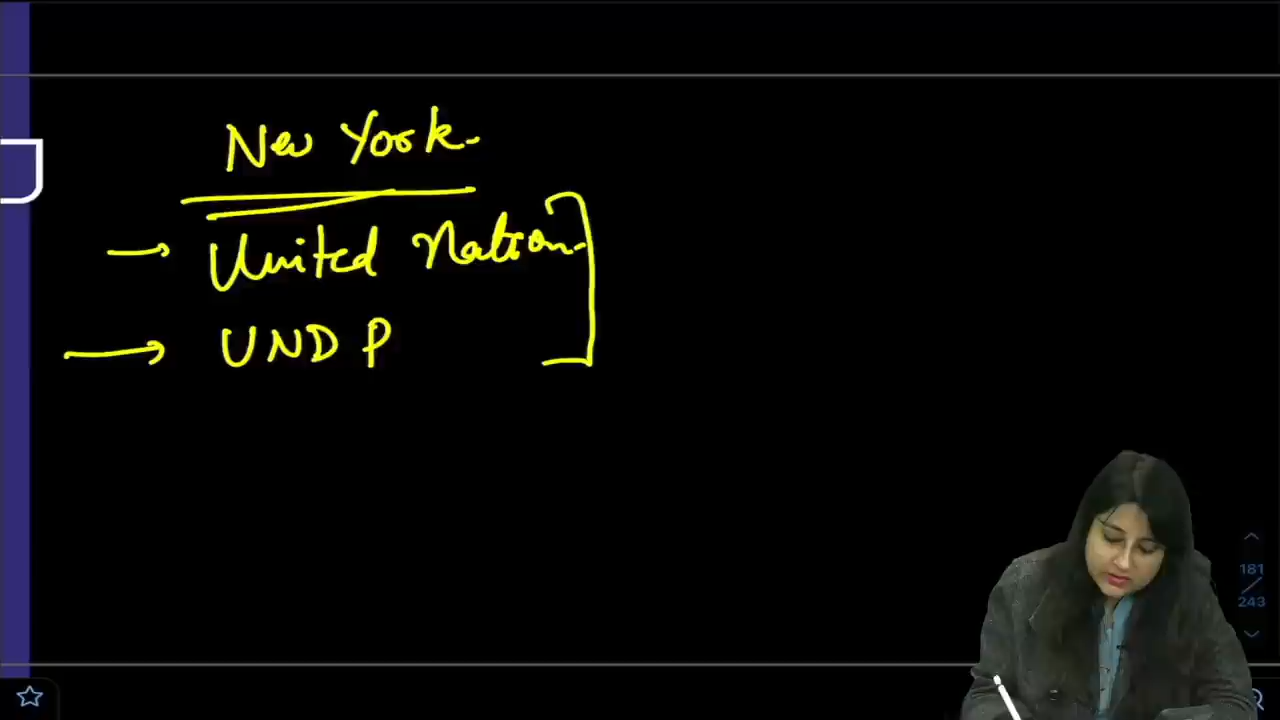 New York.
→ United Nation.
→ UNDP
181
243